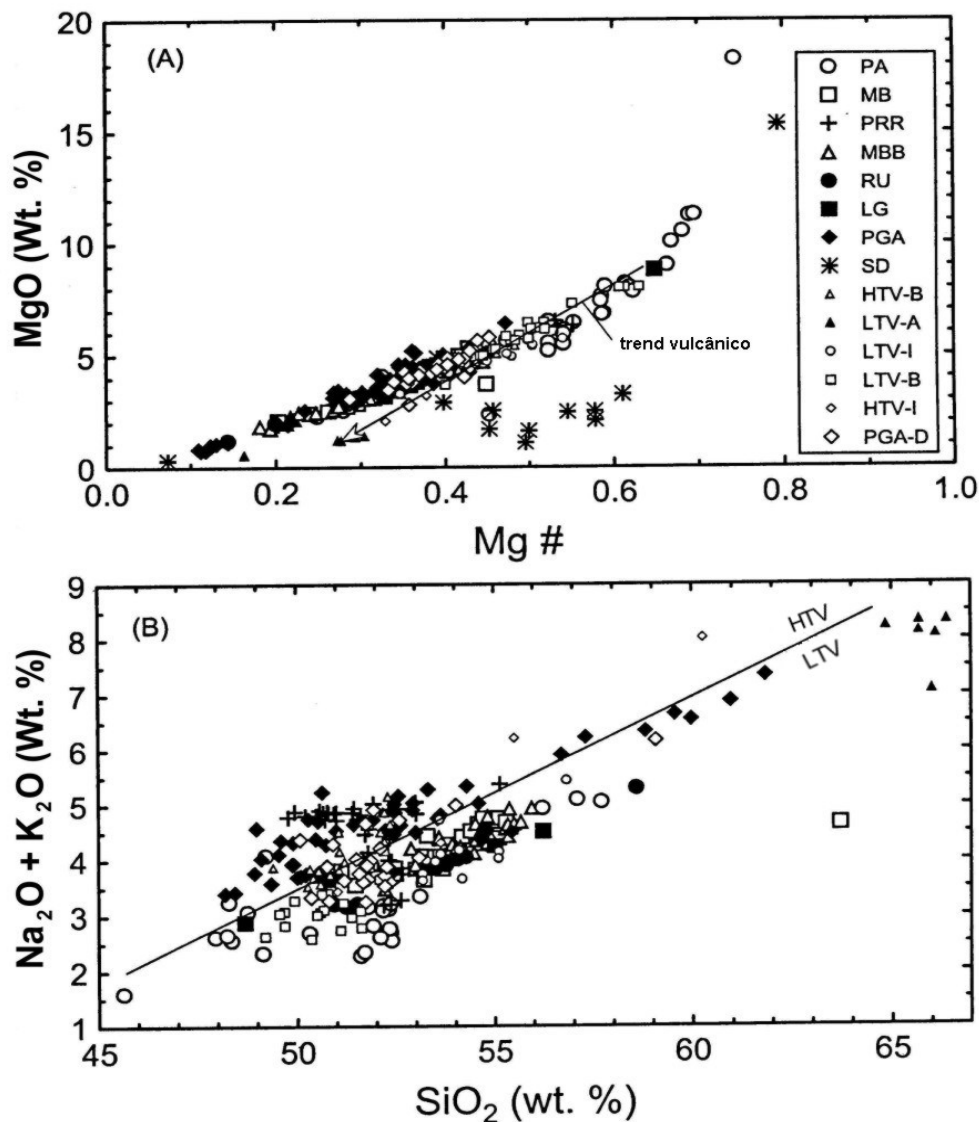 20
(A)
15
10
5
0
MgO (Wt. %)
PA
MB
PRR
MBB
RU
LG
PGA
SD
HTV-B
LTV-A
LTV-I
LTV-B
HTV-I
PGA-D
trend vulcânico
0.0 0.2 0.4 0.6 0.8 1.0
Mg #
9
(B)
8
7
6
5
4
3
2
1
Na₂O + K₂O (Wt. %)
HTV
LTV
45 50 55 60 65
SiO₂ (wt. %)